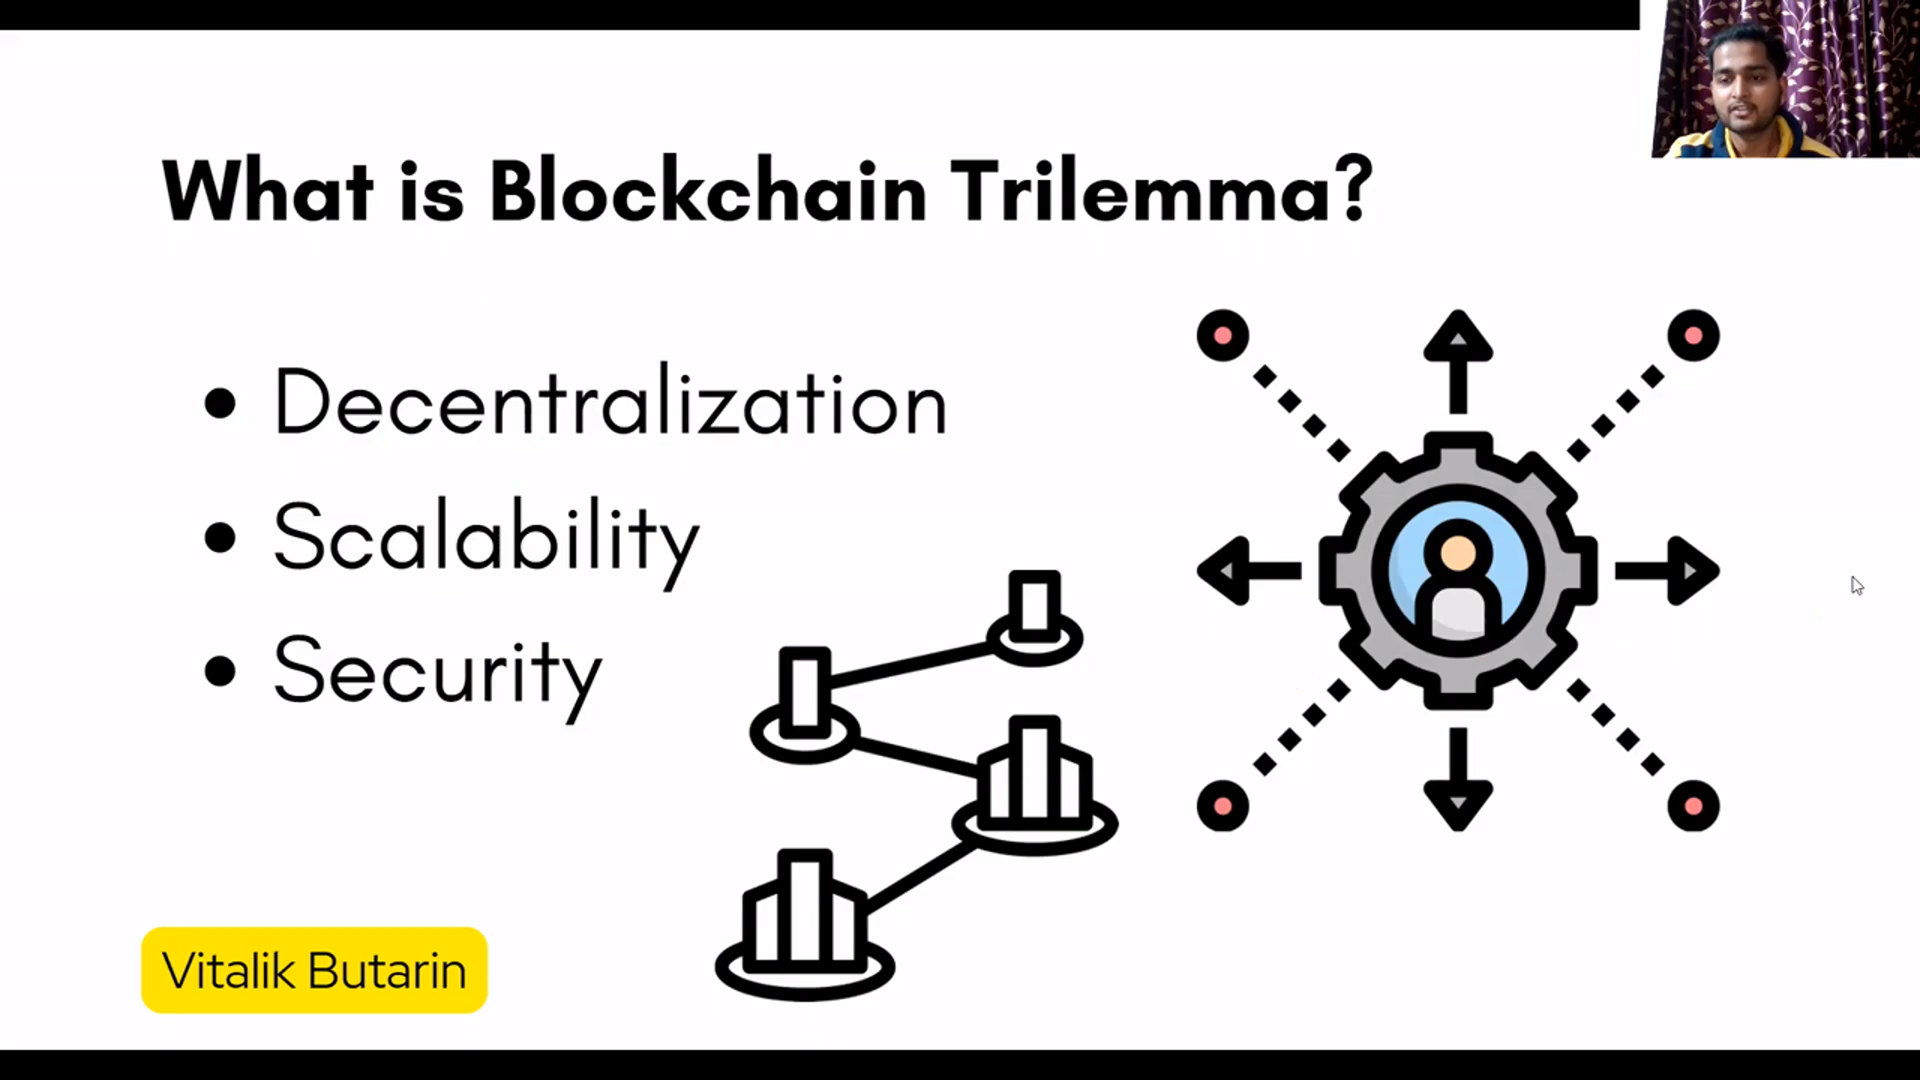 What is Blockchain Trilemma?
Decentralization
Scalability
Security
Vitalik Butarin